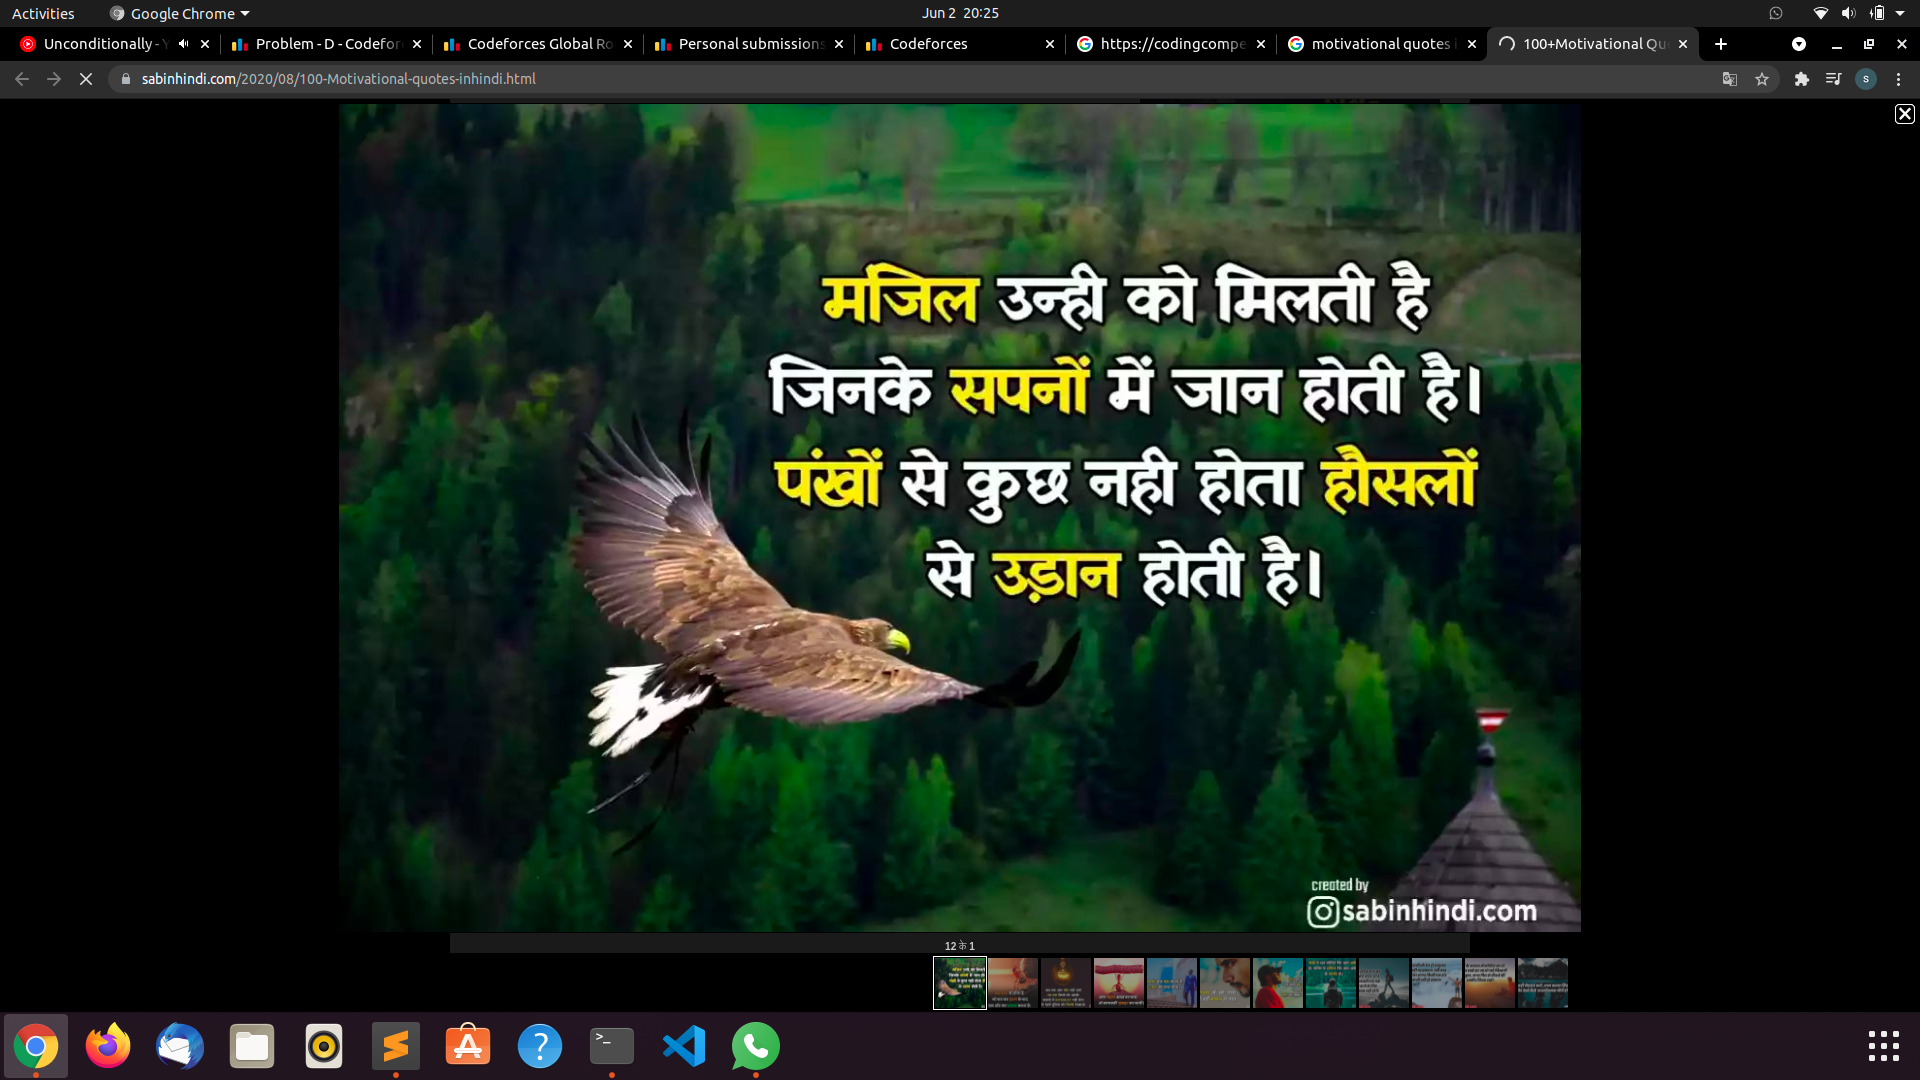 Activities Google Chrome Jun 2 20:25
Unconditionally - Y Problem - D - Codefor Codeforces Global Ro Personal submissions Codeforces https://codingcompe motivational quotes i 100+Motivational Quo
sabinhindi.com/2020/08/100-Motivational-quotes-inhindi.html S
मंजिल उन्ही को मिलती है
जिनके सपनों में जान होती है।
पंखों से कुछ नही होता हौसलों
से उड़ान होती है।
created by
sabinhindi.com
12 के 1